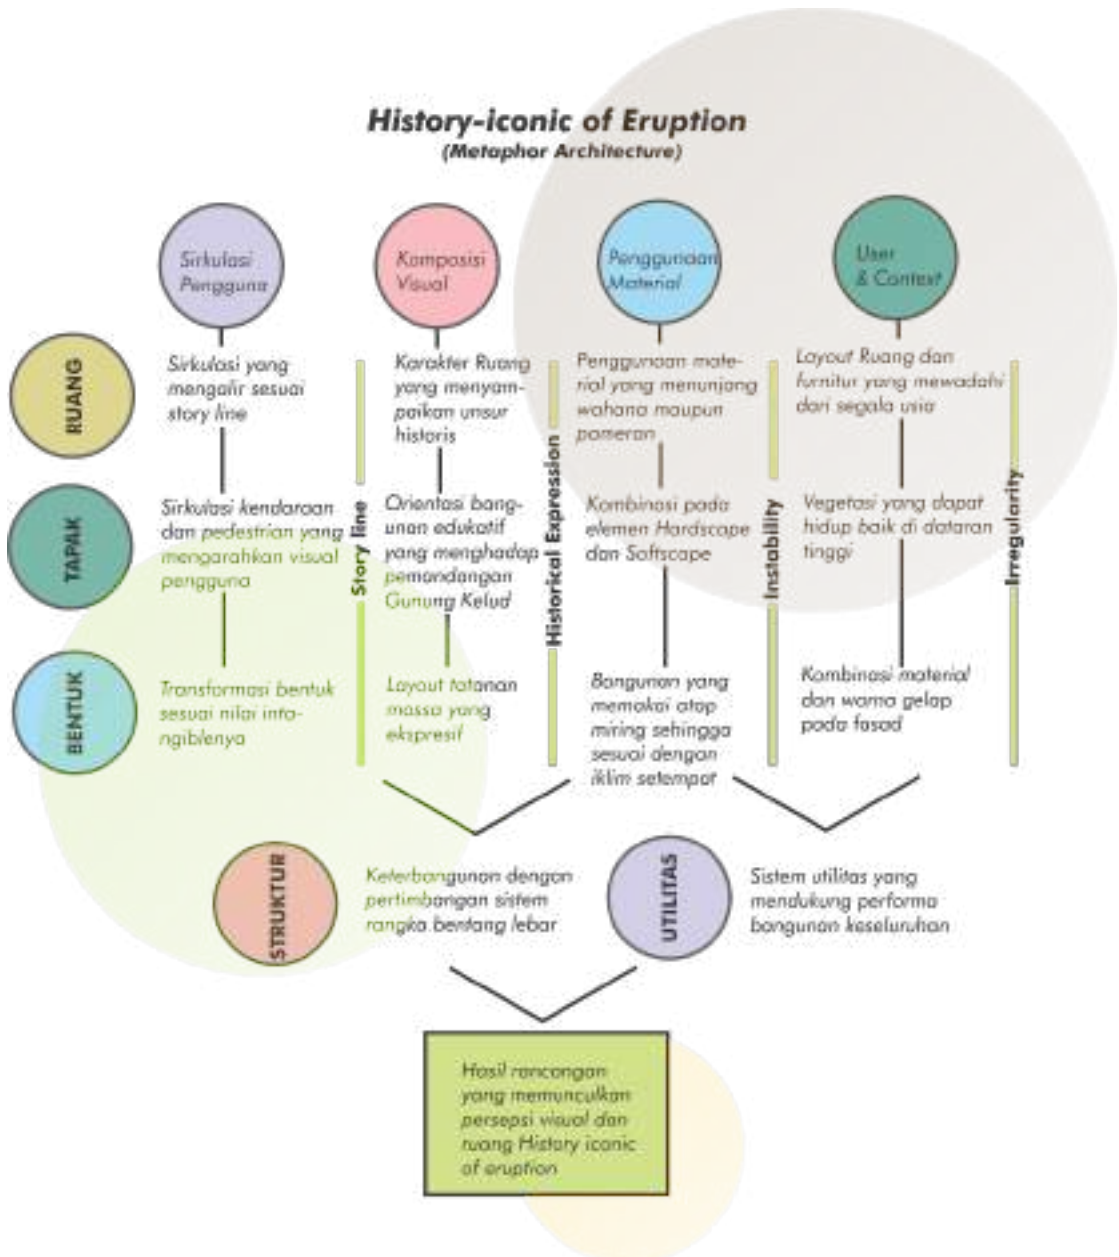 History-iconic of Eruption
(Metaphor Architecture)
Sirkulasi
Pengguna
Komposisi
Visual
Penggunaan
Material
User
& Context
RUANG
Sirkulasi yang
mengalir sesuai
story line
Karakter Ruang
yang menyam-
paikan unsur
historis
Penggunaan mate-
rial yang menunjang
wahana maupun
pameran
Layout Ruang dan
furnitur yang mewadahi
dari segala usia
TAPAK
Sirkulasi kendaraan
dan pedestrian yang
mengarahkan visual
pengguna
Orientasi bang-
unan edukatif
yang menghadap
pemandangan
Gunung Kelud
Kombinasi pada
elemen Hardscape
dan Softscape
Vegetasi yang dapat
hidup baik di dataran
tinggi
Story line
Historical Expression
Instability
Irregularity
BENTUK
Transformasi bentuk
sesuai nilai inta-
ngiblenya
Layout tatanan
massa yang
ekspresif
Bangunan yang
memakai atap
miring sehingga
sesuai dengan
iklim setempat
Kombinasi material
dan warna gelap
pada fasad
STRUKTUR
Keterbangunan dengan
pertimbangan sistem
rangka bentang lebar
UTILITAS
Sistem utilitas yang
mendukung performa
bangunan keseluruhan
Hasil rancangan
yang memunculkan
persepsi visual dan
ruang History iconic
of eruption